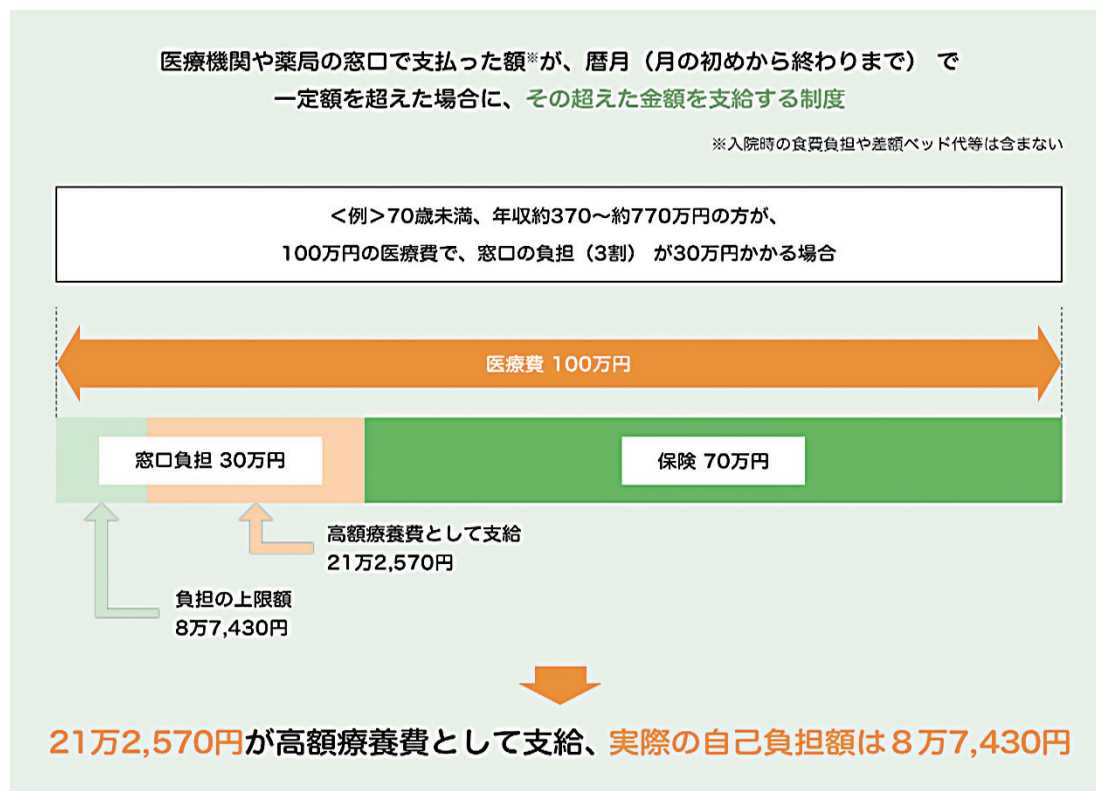 医療機関や薬局の窓口で支払った額※が、暦月（月の初めから終わりまで） で
一定額を超えた場合に、その超えた金額を支給する制度
※入院時の食費負担や差額ベッド代等は含まない
＜例＞70歳未満、年収約370〜約770万円の方が、
100万円の医療費で、窓口の負担（3割） が30万円かかる場合
医療費 100万円
窓口負担 30万円
保険 70万円
高額療養費として支給
21万2,570円
負担の上限額
8万7,430円
21万2,570円が高額療養費として支給、実際の自己負担額は８万7,430円